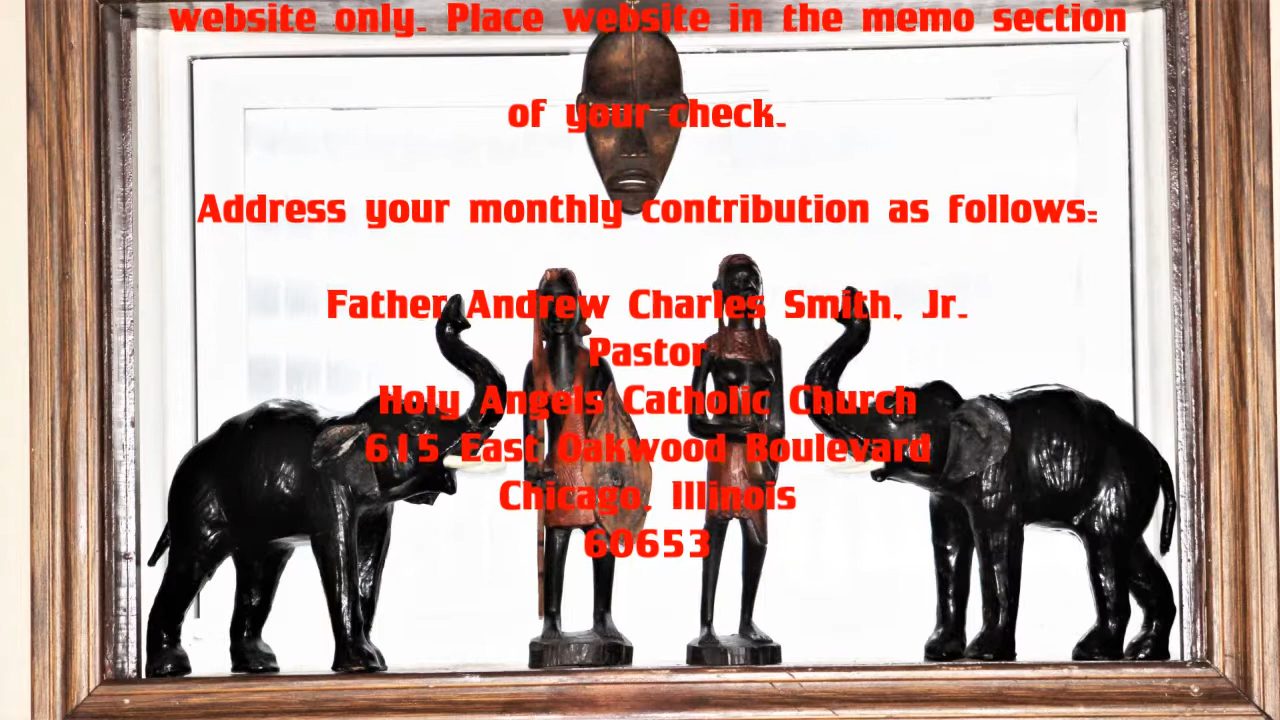 website only. Place website in the memo section
of your check.
Address your monthly contribution as follows:
Father Andrew Charles Smith, Jr.
Pastor
Holy Angels Catholic Church
615 East Oakwood Boulevard
Chicago, Illinois
60653